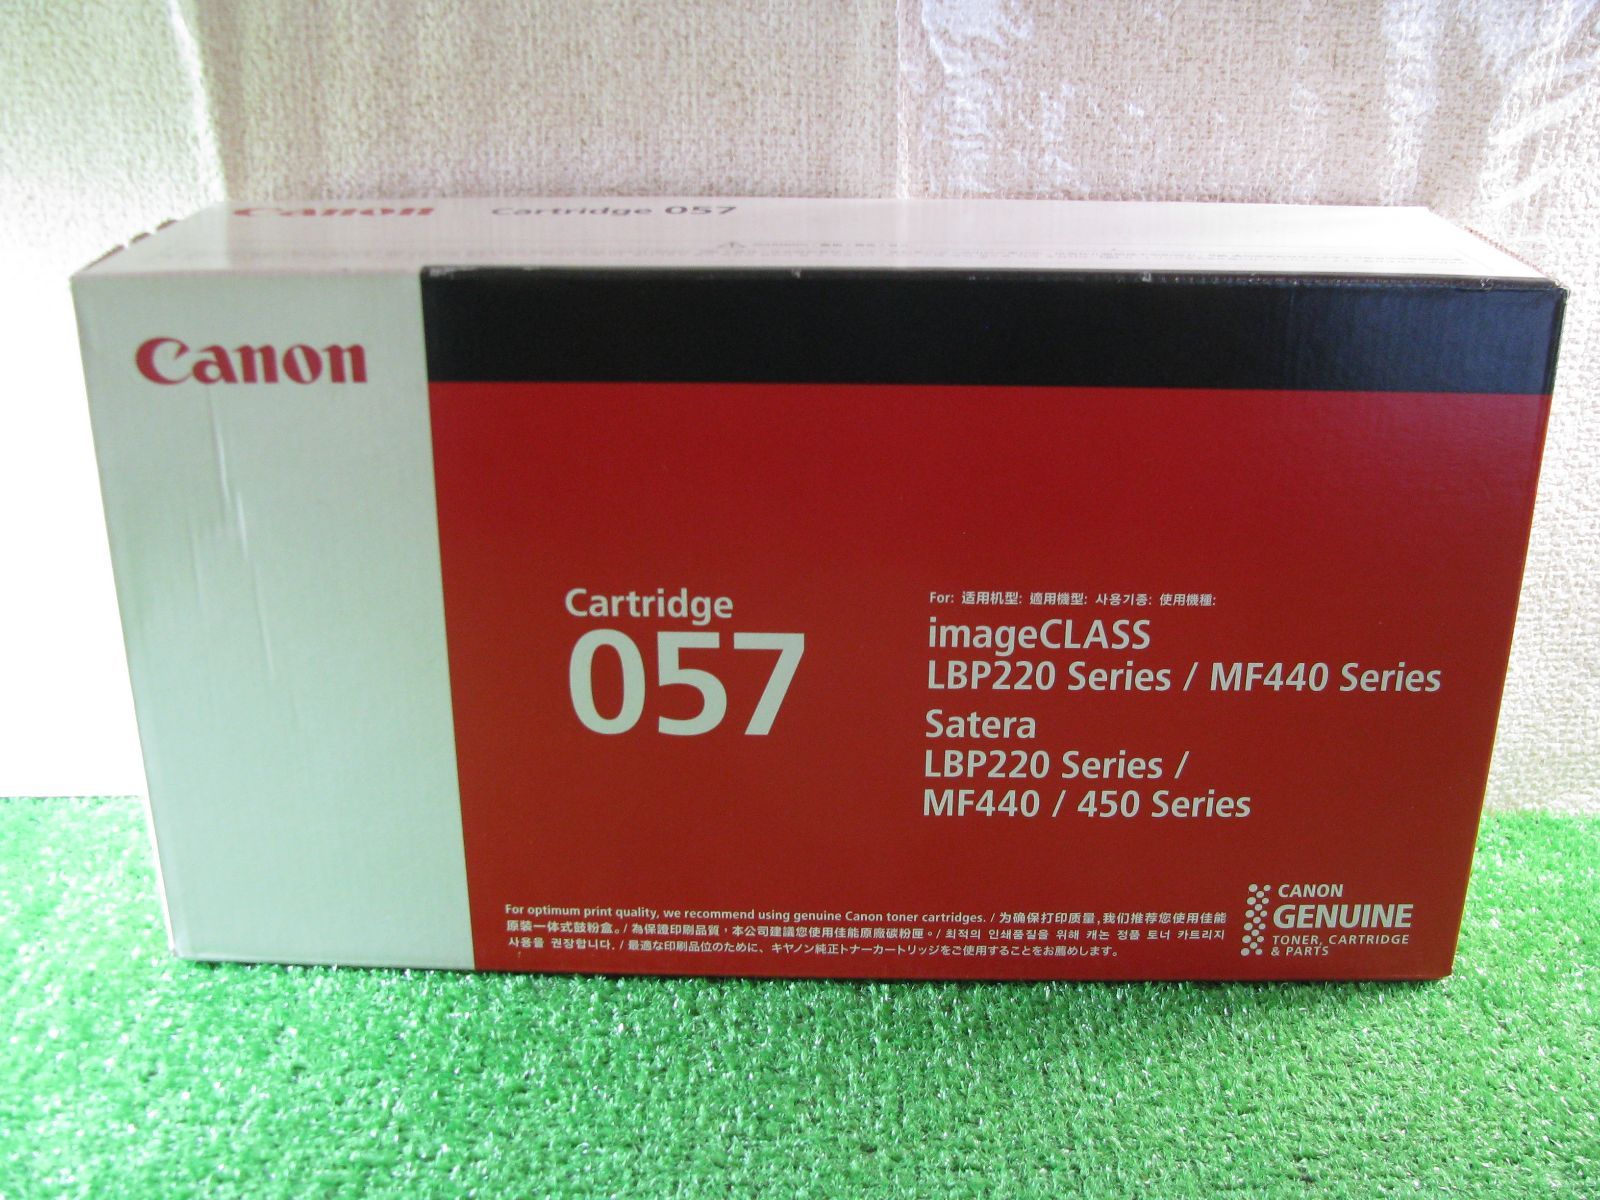 Canon Cartridge 057
Canon
Cartridge
057
For: 适用机型: 適用機型: 사용기종: 使用機種:
imageCLASS
LBP220 Series / MF440 Series
Satera
LBP220 Series /
MF440 / 450 Series
For optimum print quality, we recommend using genuine Canon toner cartridges. / 为确保打印质量,我们推荐您使用佳能
原装一体式鼓粉盒。/ 為保證印刷品質，本公司建議您使用佳能原廠碳粉匣。/ 최적의 인쇄품질을 위해 캐논 정품 토너 카트리지
사용을 권장합니다. / 最適な印刷品位のために、キヤノン純正トナーカートリッジをご使用することをお薦めします。
CANON
GENUINE
TONER, CARTRIDGE
& PARTS